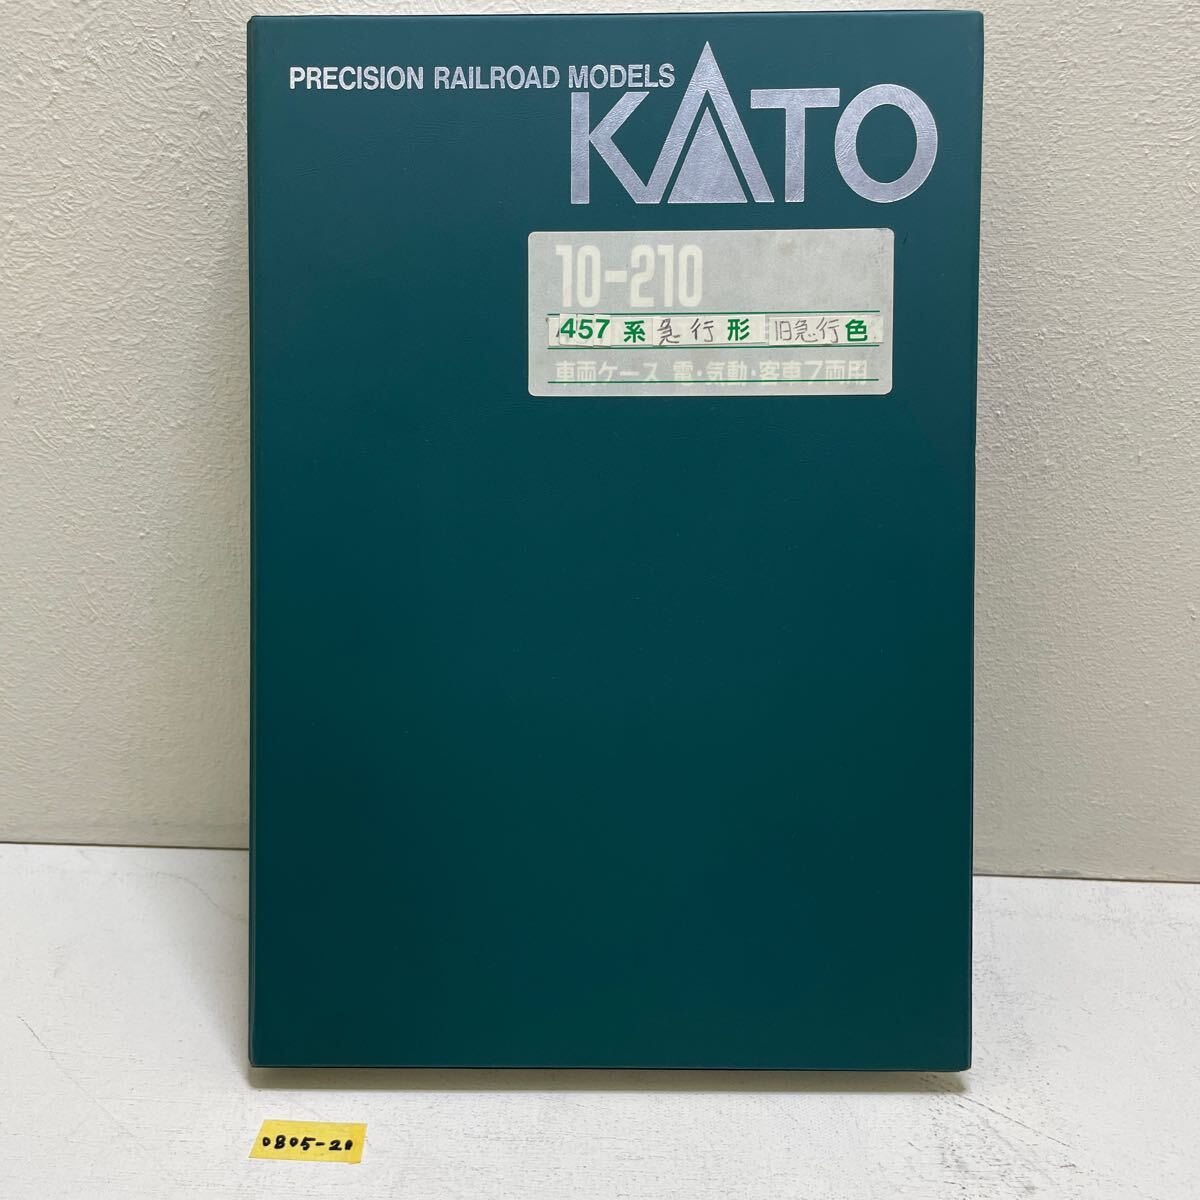 PRECISION RAILROAD MODELS
KATO
10-210
457系急行形 旧急行色
車両ケース 電・気動・客車7両用
0805-20